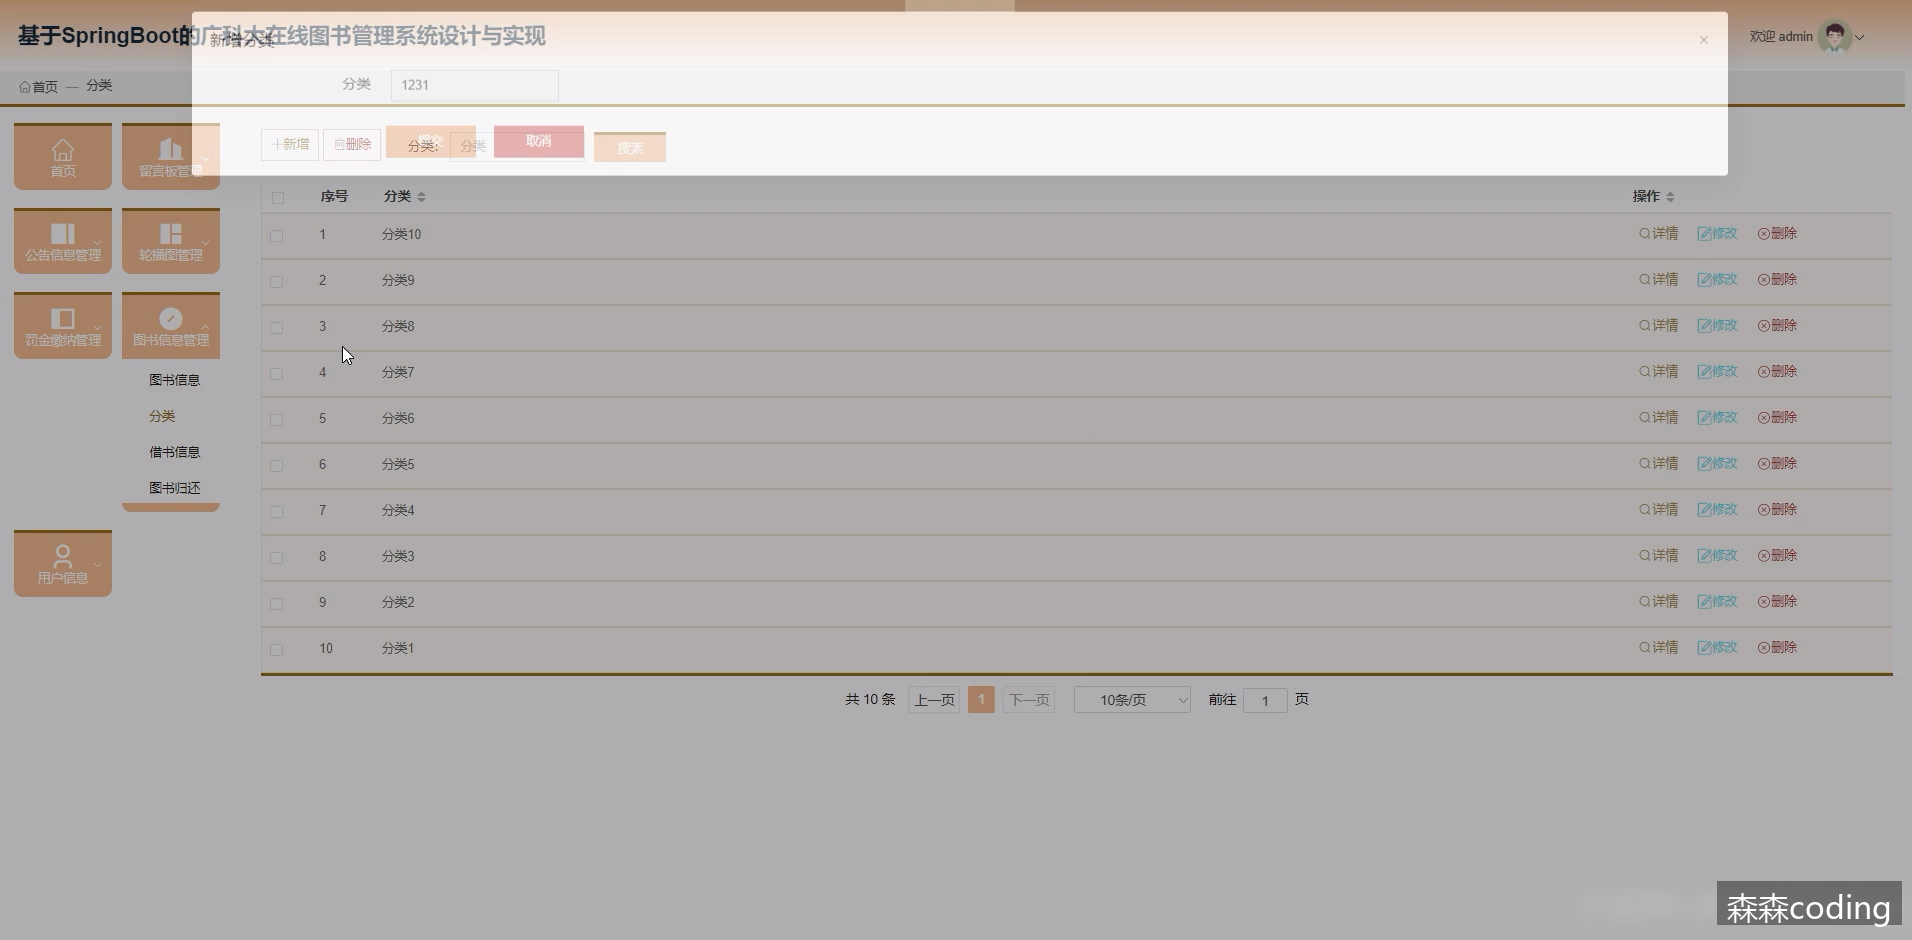 基于SpringBoot的广科大在线图书管理系统设计与实现
新增分类
欢迎 admin
首页 — 分类
分类 1231
新增 删除 提交 分类: 分类 取消 搜索
首页 留言板管理
公告信息管理 轮播图管理
罚金缴纳管理 图书信息管理
图书信息
分类
借书信息
图书归还
用户信息
序号 分类 操作
1 分类10 详情 修改 删除
2 分类9 详情 修改 删除
3 分类8 详情 修改 删除
4 分类7 详情 修改 删除
5 分类6 详情 修改 删除
6 分类5 详情 修改 删除
7 分类4 详情 修改 删除
8 分类3 详情 修改 删除
9 分类2 详情 修改 删除
10 分类1 详情 修改 删除
共 10 条 上一页 1 下一页 10条/页 前往 1 页
森森coding